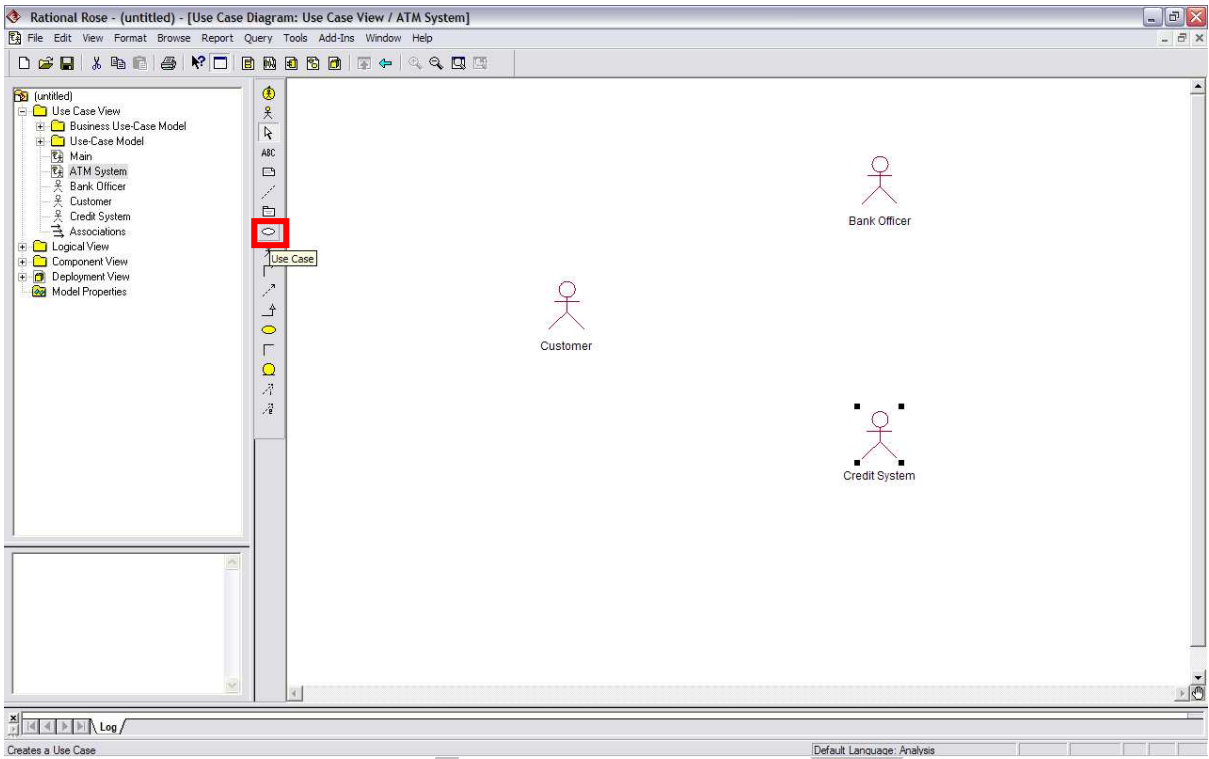 Rational Rose - (untitled) - [Use Case Diagram: Use Case View / ATM System]
File Edit View Format Browse Report Query Tools Add-Ins Window Help
(untitled)
Use Case View
Business Use-Case Model
Use-Case Model
Main
ATM System
Bank Officer
Customer
Credit System
Associations
Logical View
Component View
Deployment View
Model Properties
ABC
Use Case
Bank Officer
Customer
Credit System
Log
Creates a Use Case
Default Language: Analysis